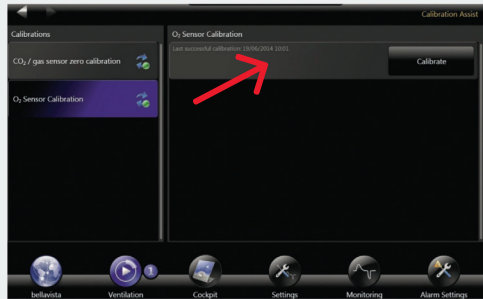 Calibration Assist
Calibrations
O₂ Sensor Calibration
Last successful calibration 19/06/2014 10:01
CO₂ / gas sensor zero calibration
Calibrate
O₂ Sensor Calibration
1
bellavista
Ventilation
Cockpit
Settings
Monitoring
Alarm Settings